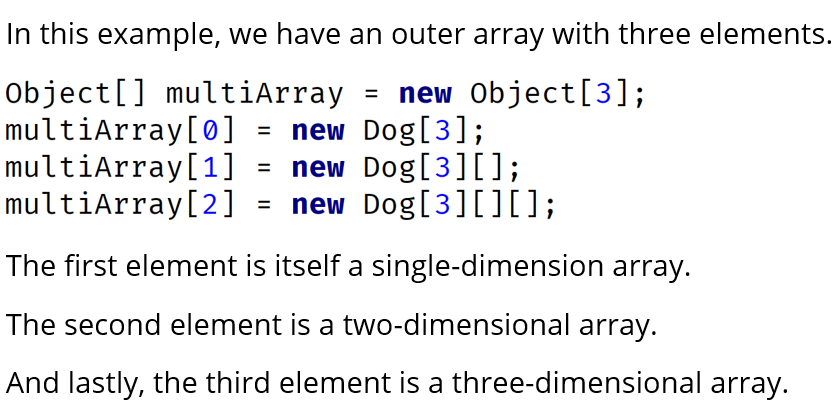 In this example, we have an outer array with three elements.
Object[] multiArray = new Object[3];
multiArray[0] = new Dog[3];
multiArray[1] = new Dog[3][];
multiArray[2] = new Dog[3][][];
The first element is itself a single-dimension array.
The second element is a two-dimensional array.
And lastly, the third element is a three-dimensional array.